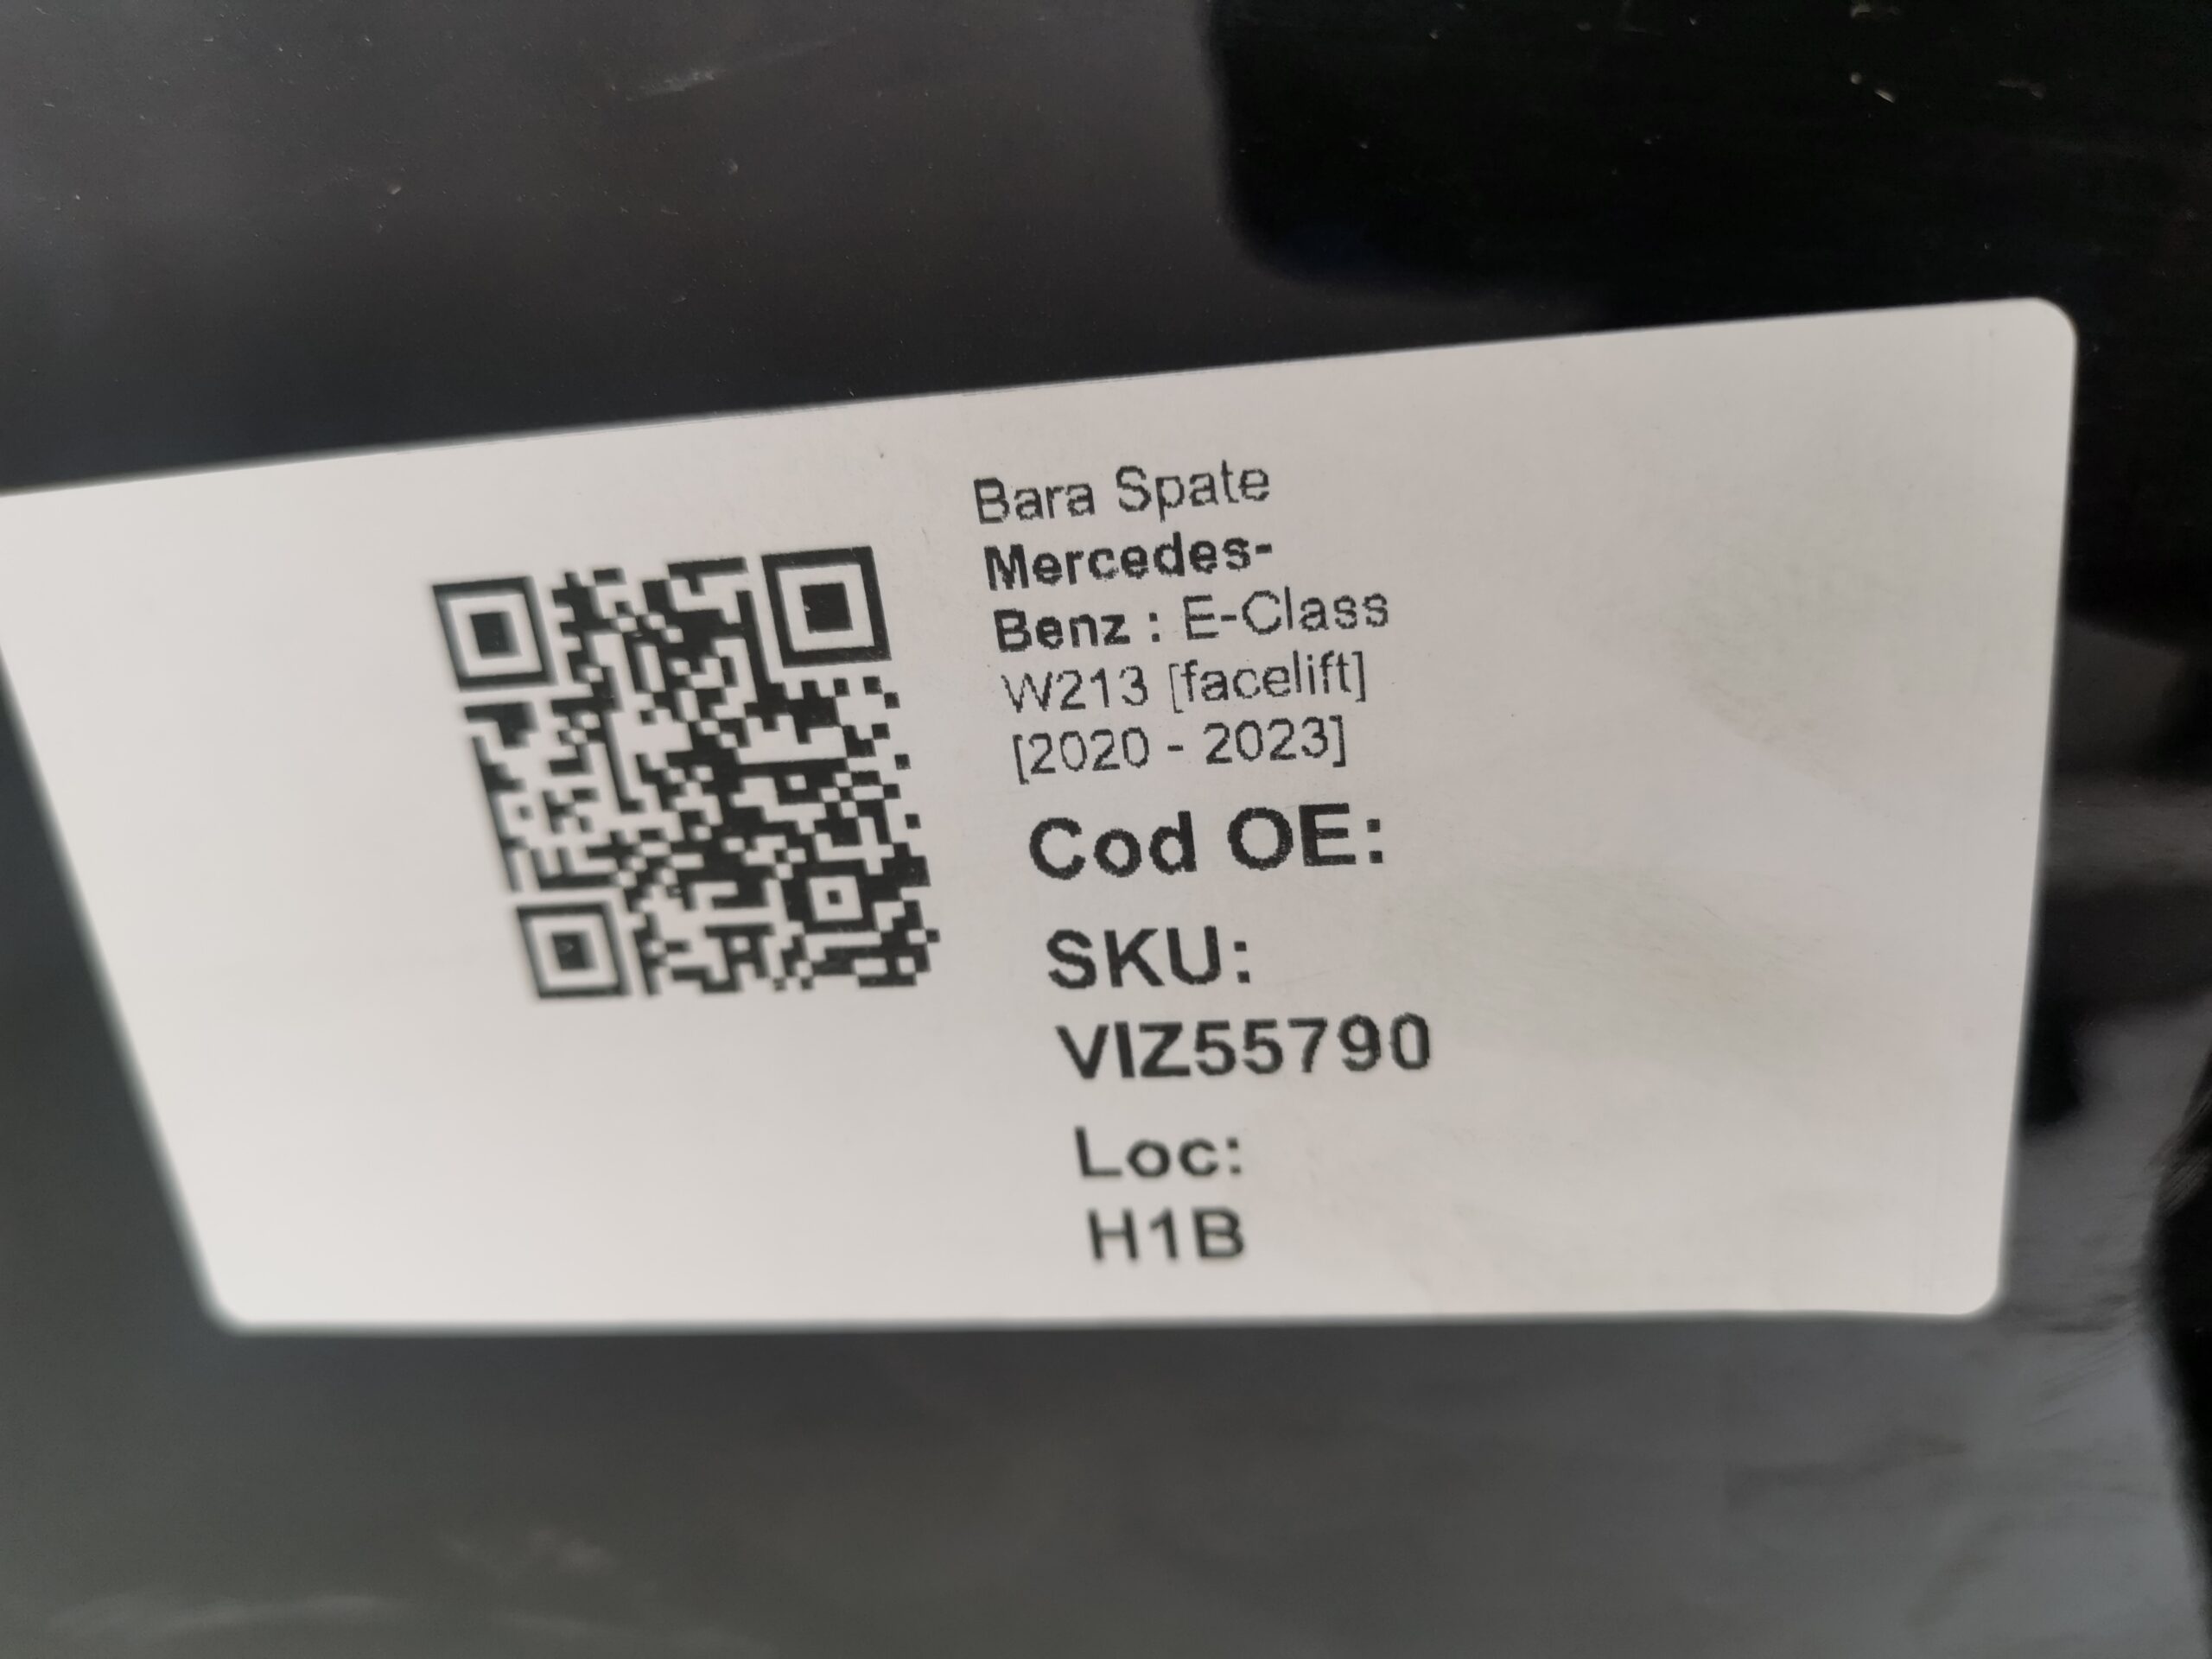 Bara Spate
Mercedes-
Benz : E-Class
W213 [facelift]
[2020 - 2023]
Cod OE:
SKU:
VIZ55790
Loc:
H1B